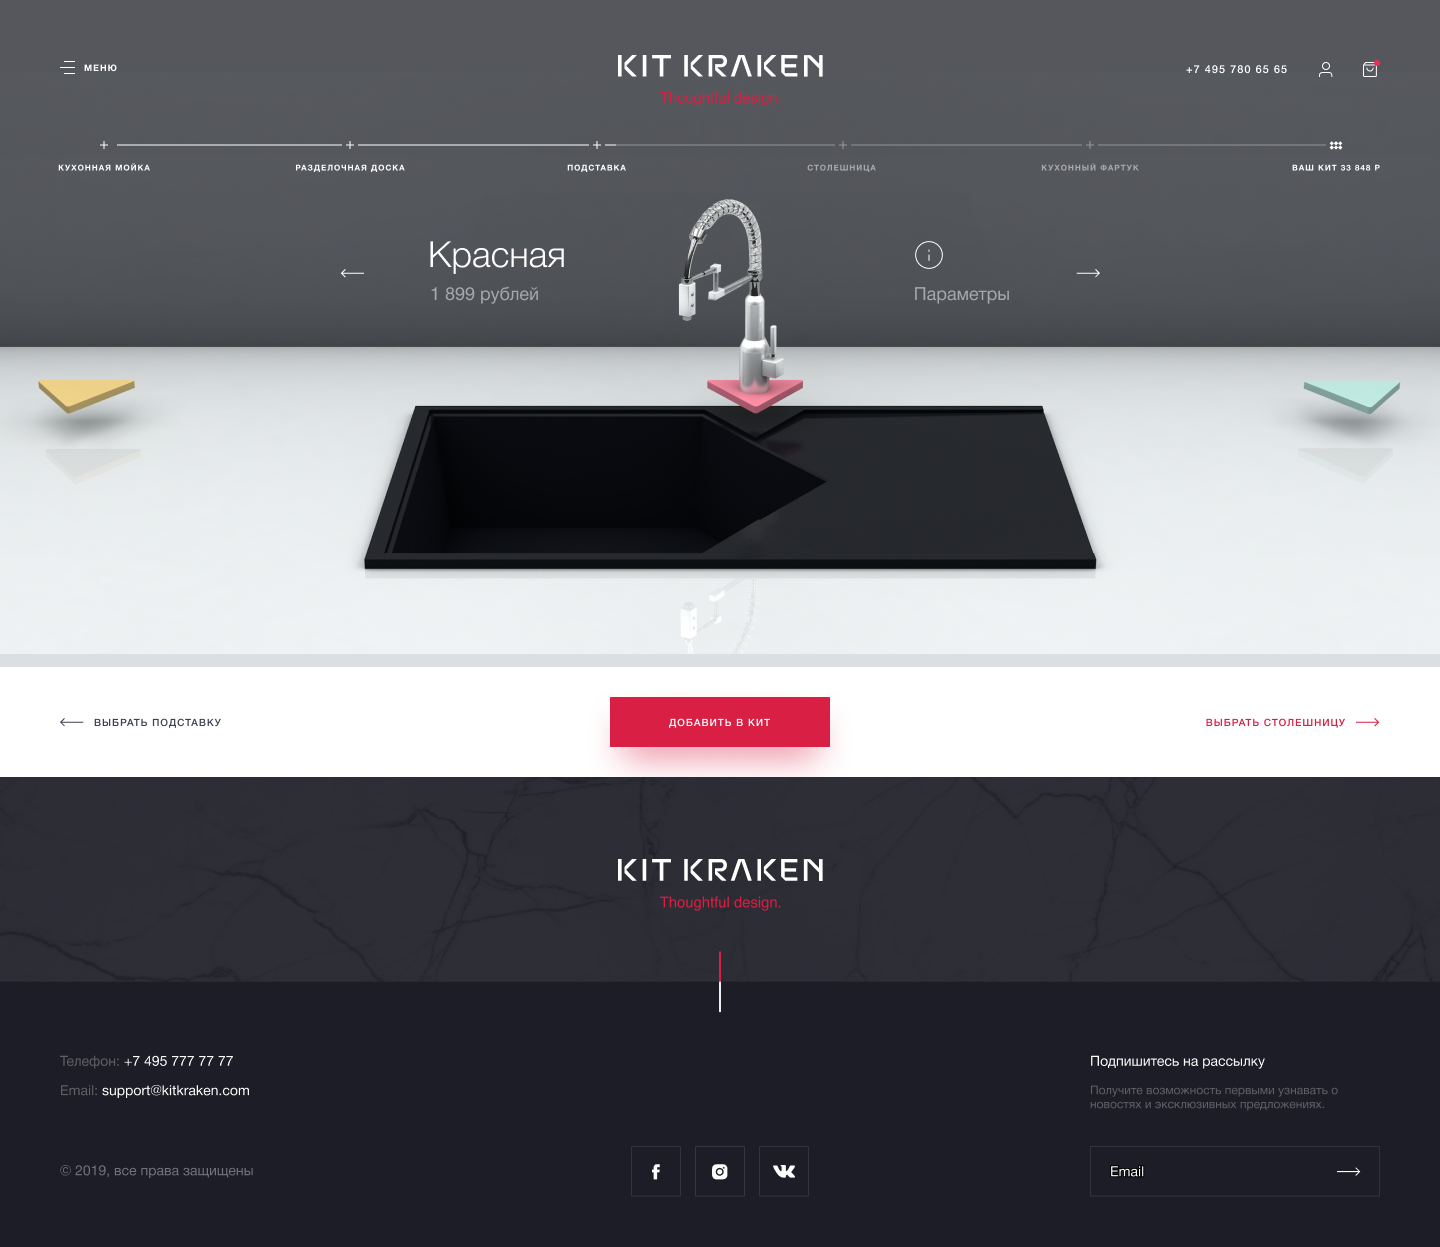 МЕНЮ
KIT KRAKEN
Thoughtful design.
+7 495 780 65 65
КУХОННАЯ МОЙКА
РАЗДЕЛОЧНАЯ ДОСКА
ПОДСТАВКА
СТОЛЕШНИЦА
КУХОННЫЙ ФАРТУК
ВАШ КИТ 33 848 Р
Красная
1 899 рублей
Параметры
ВЫБРАТЬ ПОДСТАВКУ
ДОБАВИТЬ В КИТ
ВЫБРАТЬ СТОЛЕШНИЦУ
KIT KRAKEN
Thoughtful design.
Телефон: +7 495 777 77 77
Email: support@kitkraken.com
© 2019, все права защищены
Подпишитесь на рассылку
Получите возможность первыми узнавать о
новостях и эксклюзивных предложениях.
Email